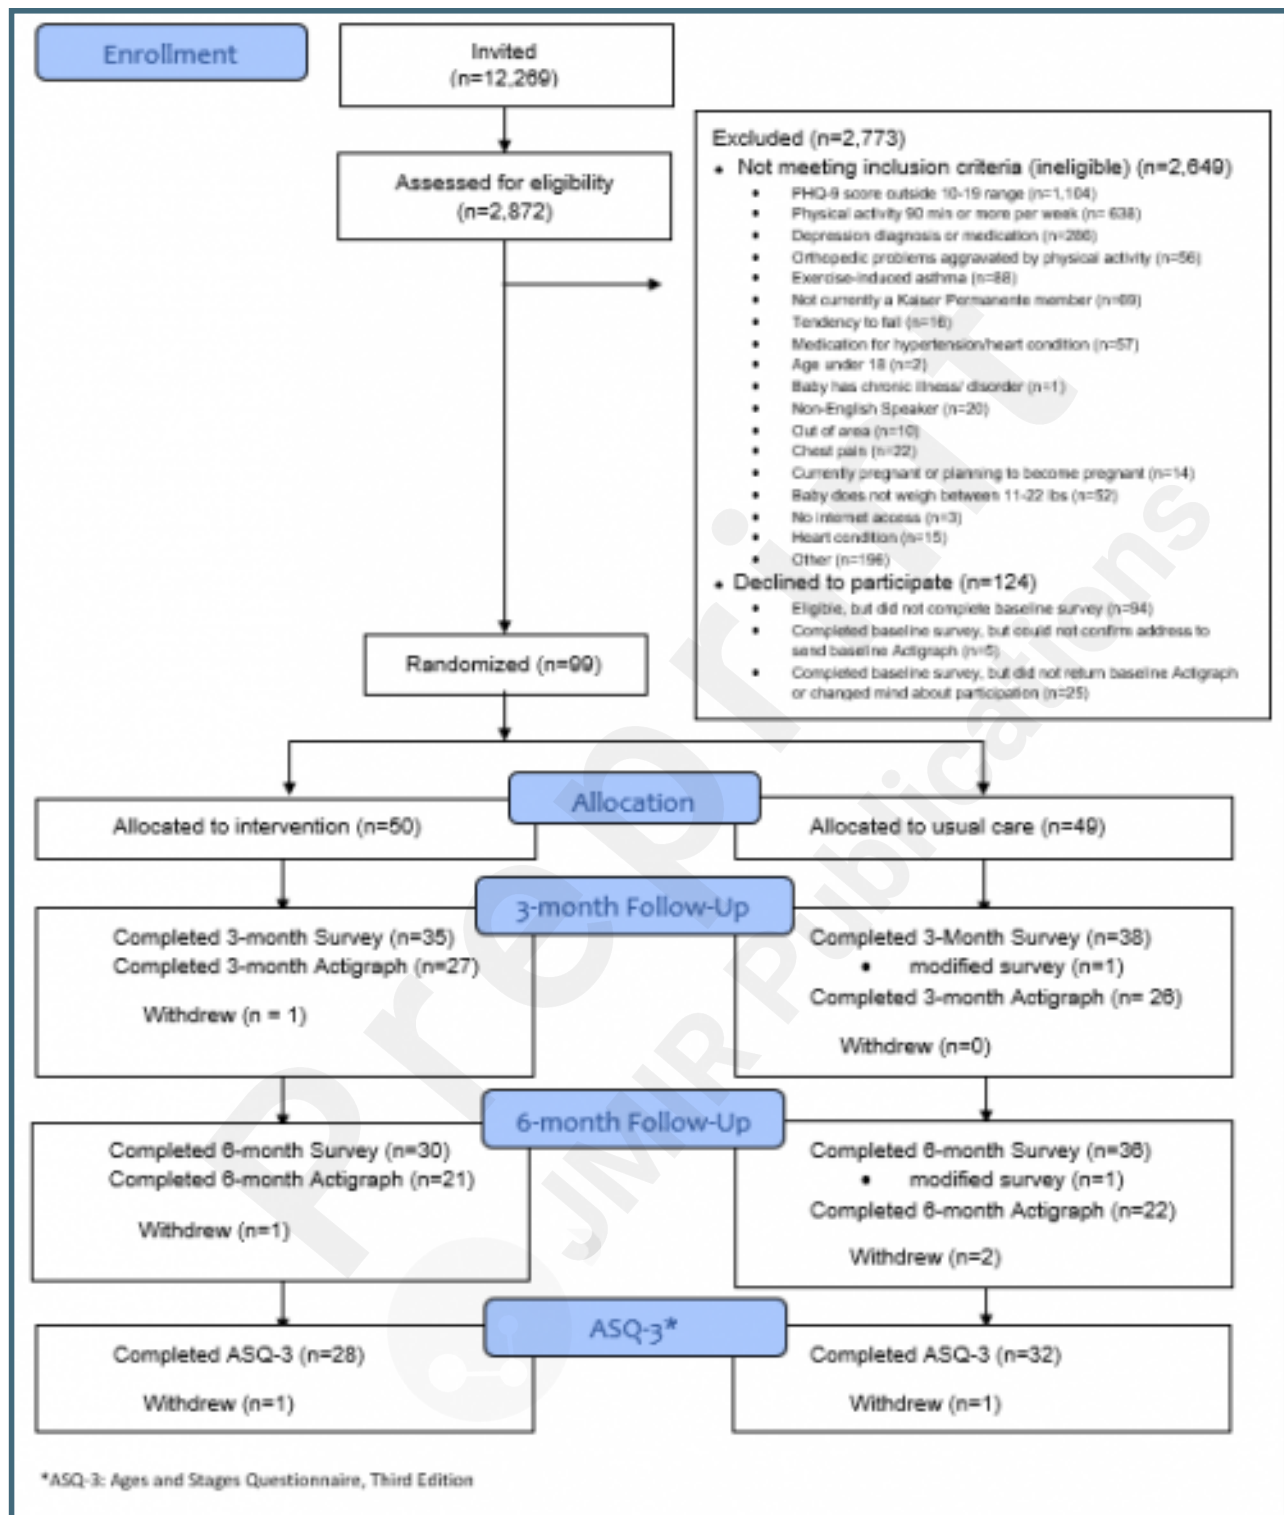 Enrollment
Invited
(n=12,269)
Assessed for eligibility
(n=2,872)
Excluded (n=2,773)
• Not meeting inclusion criteria (ineligible) (n=2,649)
• PHQ-9 score outside 10-19 range (n=1,104)
• Physical activity 90 min or more per week (n= 638)
• Depression diagnosis or medication (n=286)
• Orthopedic problems aggravated by physical activity (n=56)
• Exercise-induced asthma (n=88)
• Not currently a Kaiser Permanente member (n=69)
• Tendency to fall (n=16)
• Medication for hypertension/heart condition (n=57)
• Age under 18 (n=2)
• Baby has chronic illness/ disorder (n=1)
• Non-English Speaker (n=20)
• Out of area (n=10)
• Chest pain (n=22)
• Currently pregnant or planning to become pregnant (n=14)
• Baby does not weigh between 11-22 lbs (n=52)
• No internet access (n=3)
• Heart condition (n=15)
• Other (n=196)
• Declined to participate (n=124)
• Eligible, but did not complete baseline survey (n=94)
• Completed baseline survey, but could not confirm address to
send baseline Actigraph (n=5)
• Completed baseline survey, but did not return baseline Actigraph
or changed mind about participation (n=25)
Randomized (n=99)
Allocation
Allocated to intervention (n=50)
Allocated to usual care (n=49)
3-month Follow-Up
Completed 3-month Survey (n=35)
Completed 3-month Actigraph (n=27)
Withdrew (n = 1)
Completed 3-Month Survey (n=38)
• modified survey (n=1)
Completed 3-month Actigraph (n= 26)
Withdrew (n=0)
6-month Follow-Up
Completed 6-month Survey (n=30)
Completed 6-month Actigraph (n=21)
Withdrew (n=1)
Completed 6-month Survey (n=36)
• modified survey (n=1)
Completed 6-month Actigraph (n=22)
Withdrew (n=2)
ASQ-3*
Completed ASQ-3 (n=28)
Withdrew (n=1)
Completed ASQ-3 (n=32)
Withdrew (n=1)
*ASQ-3: Ages and Stages Questionnaire, Third Edition
Preprint
JMIR Publications